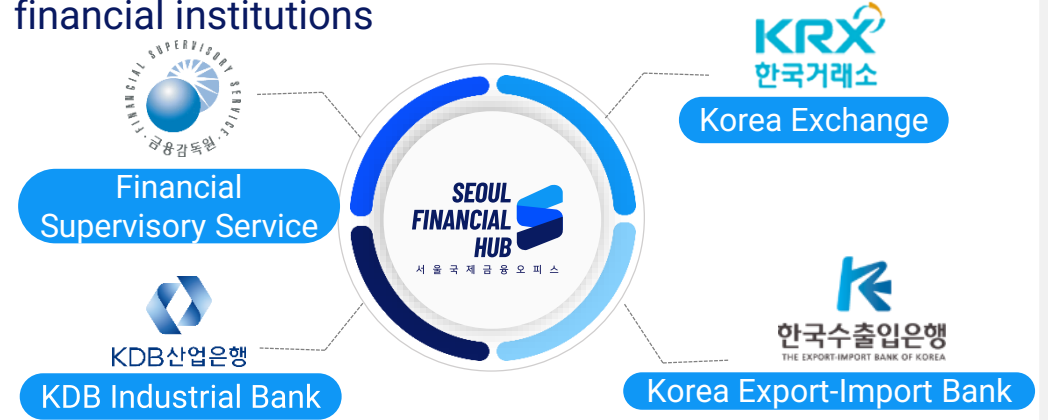 financial institutions
FINANCIAL SUPERVISORY SERVICE
·금융감독원·
Financial
Supervisory Service
KRX
한국거래소
Korea Exchange
SEOUL
FINANCIAL
HUB
서울국제금융오피스
KDB산업은행
KDB Industrial Bank
한국수출입은행
THE EXPORT-IMPORT BANK OF KOREA
Korea Export-Import Bank